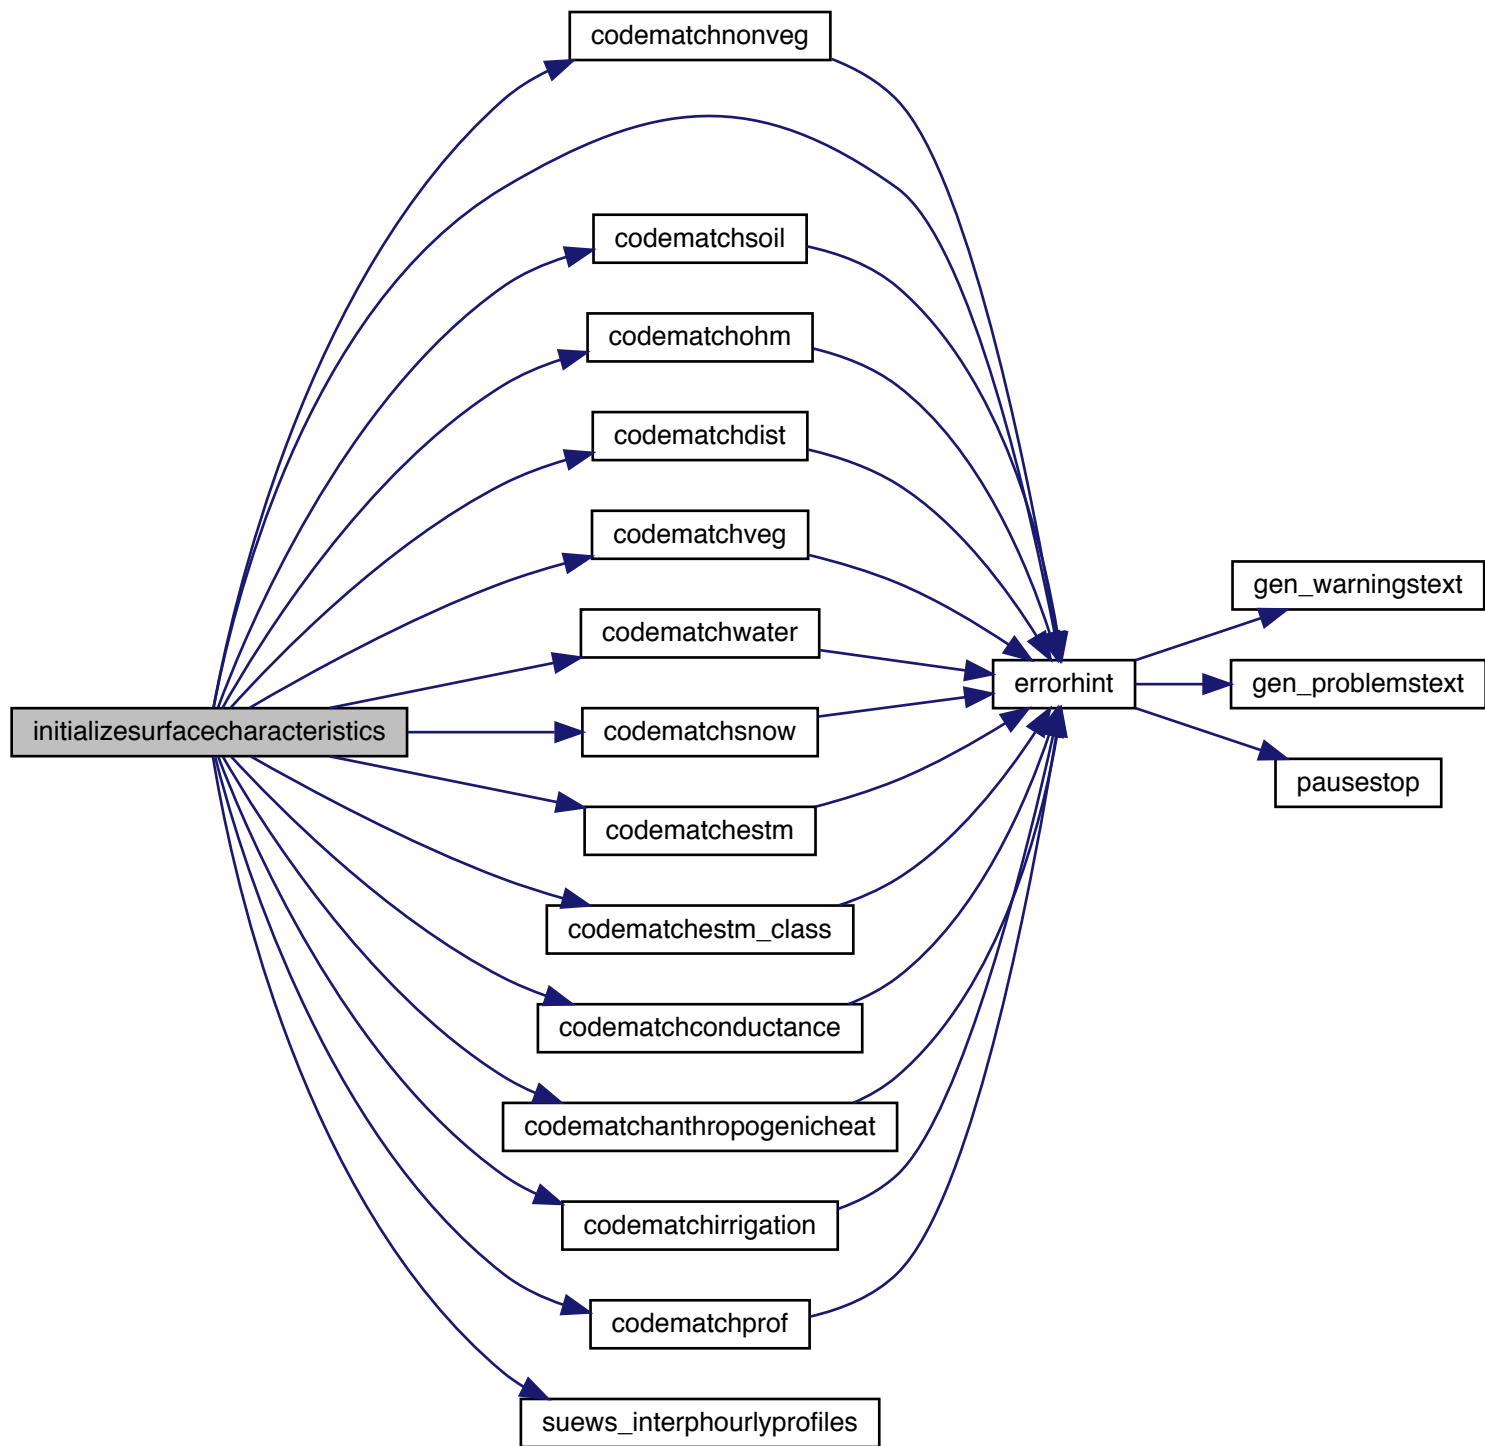 codematchnonveg
codematchsoil
codematchohm
codematchdist
codematchveg
gen_warningstext
codematchwater
errorhint
gen_problemstext
initializesurfacecharacteristics
codematchsnow
pausestop
codematchestm
codematchestm_class
codematchconductance
codematchanthropogenicheat
codematchirrigation
codematchprof
suews_interphourlyprofiles